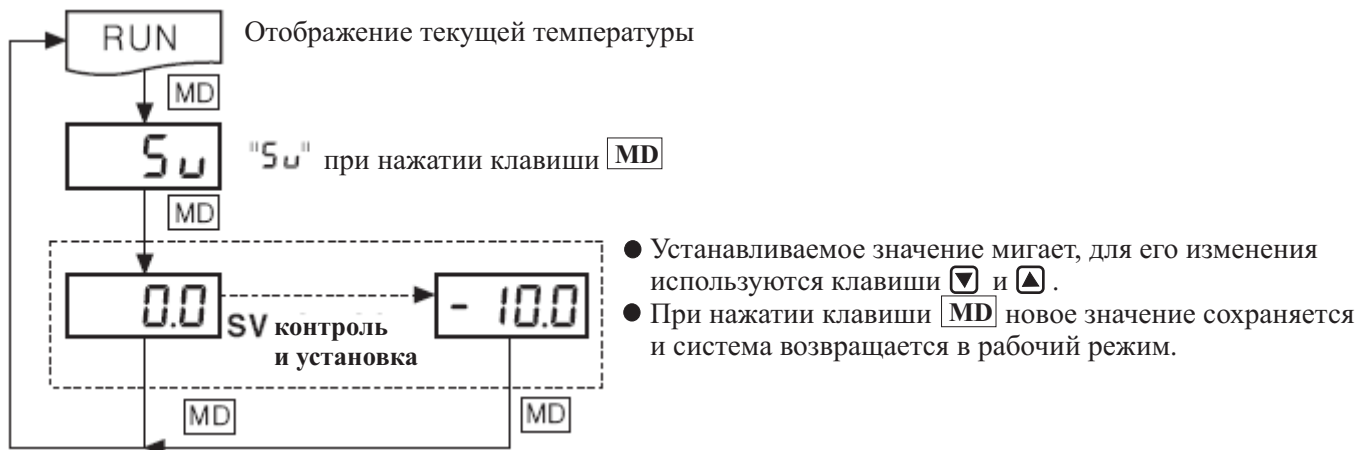 RUN
Отображение текущей температуры
MD
Su
"Su" при нажатии клавиши MD
MD
0.0
SV контроль
и установка
- 10.0
● Устанавливаемое значение мигает, для его изменения
используются клавиши ▼ и ▲ .
● При нажатии клавиши MD новое значение сохраняется
и система возвращается в рабочий режим.
MD
MD